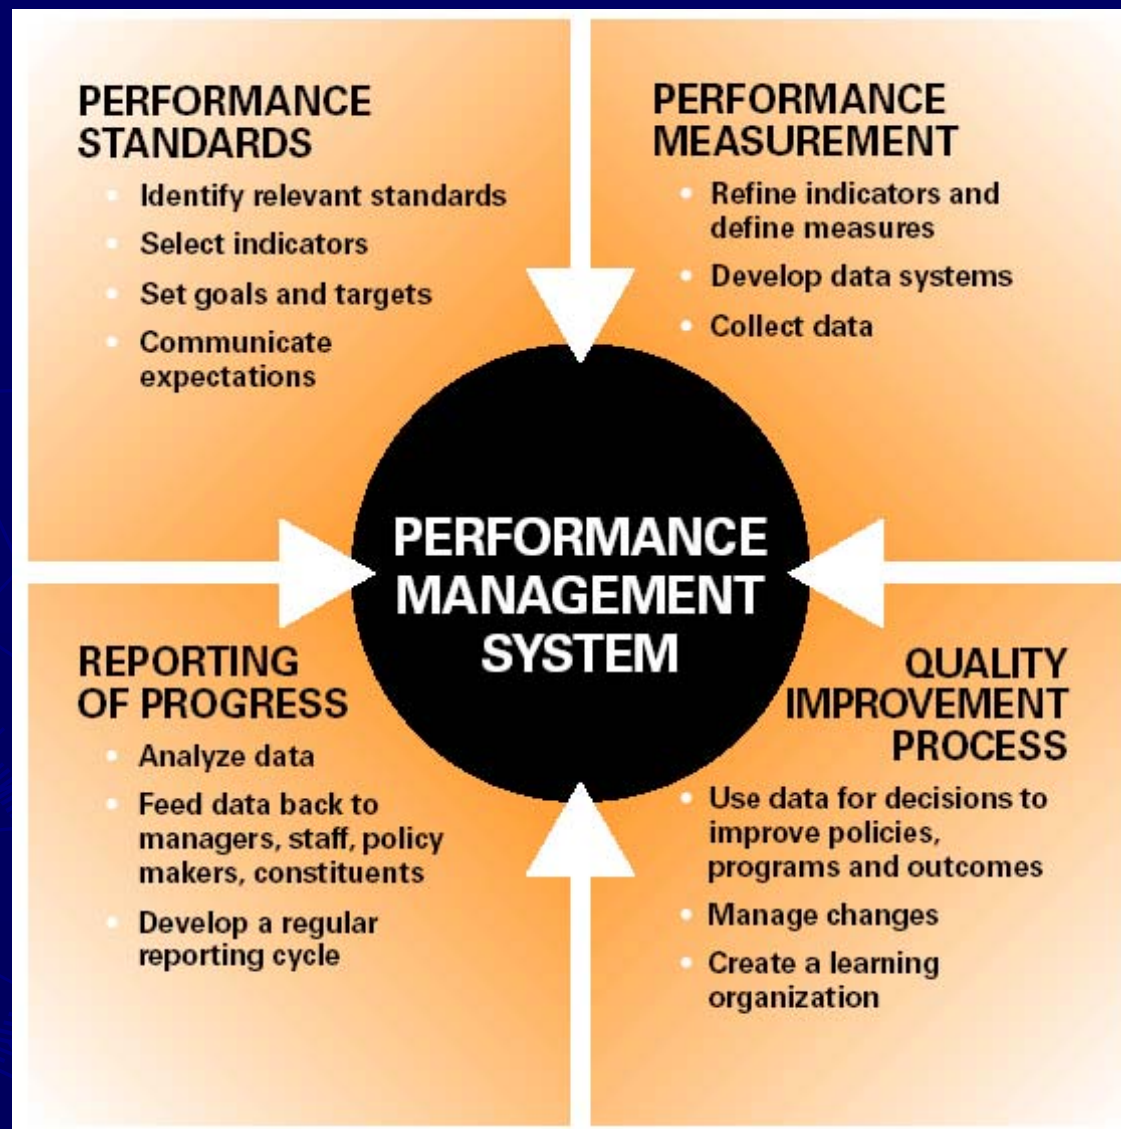 PERFORMANCE
STANDARDS
• Identify relevant standards
• Select indicators
• Set goals and targets
• Communicate
expectations
PERFORMANCE
MEASUREMENT
• Refine indicators and
define measures
• Develop data systems
• Collect data
PERFORMANCE
MANAGEMENT
SYSTEM
REPORTING
OF PROGRESS
• Analyze data
• Feed data back to
managers, staff, policy
makers, constituents
• Develop a regular
reporting cycle
QUALITY
IMPROVEMENT
PROCESS
• Use data for decisions to
improve policies,
programs and outcomes
• Manage changes
• Create a learning
organization